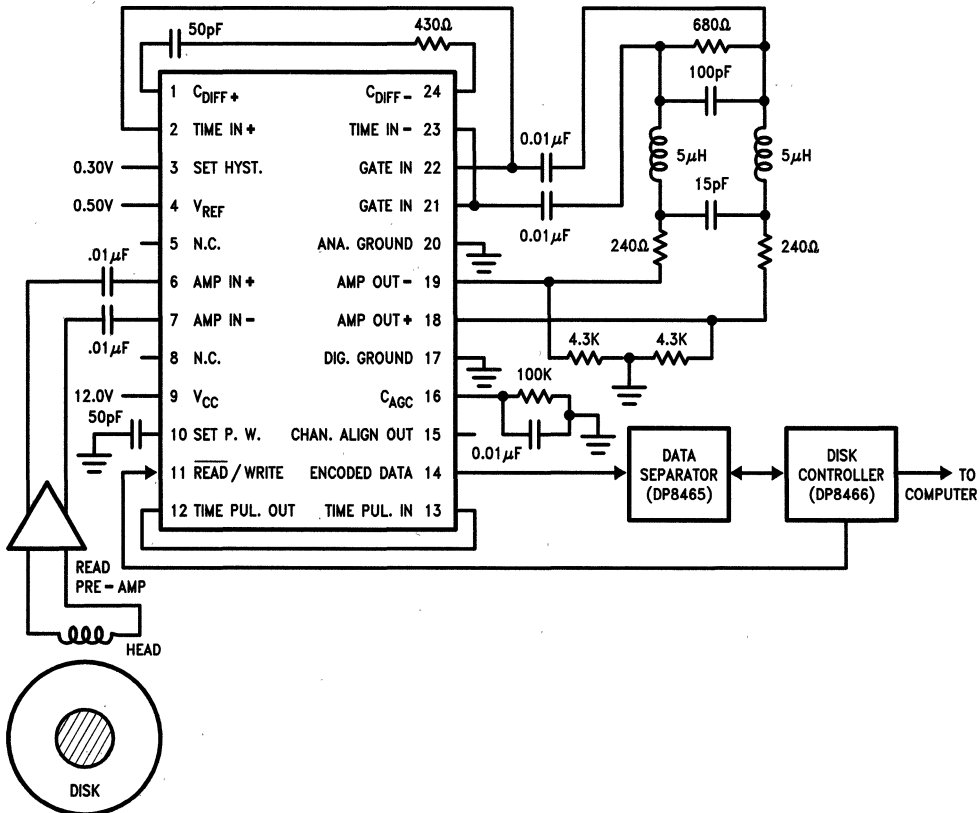 50pF
430Ω
680Ω
100pF
5μH
5μH
15pF
240Ω
240Ω
0.01μF
0.01μF
1 C_DIFF+
C_DIFF- 24
2 TIME IN+
TIME IN- 23
0.30V
3 SET HYST.
GATE IN 22
0.50V
4 V_REF
GATE IN 21
5 N.C.
ANA. GROUND 20
.01μF
6 AMP IN+
AMP OUT- 19
7 AMP IN-
AMP OUT+ 18
.01μF
8 N.C.
DIG. GROUND 17
4.3K
4.3K
12.0V
9 V_CC
C_AGC 16
100K
0.01μF
50pF
10 SET P. W.
CHAN. ALIGN OUT 15
11 R̅E̅A̅D̅/WRITE
ENCODED DATA 14
12 TIME PUL. OUT
TIME PUL. IN 13
DATA
SEPARATOR
(DP8465)
DISK
CONTROLLER
(DP8466)
TO
COMPUTER
READ
PRE-AMP
HEAD
DISK